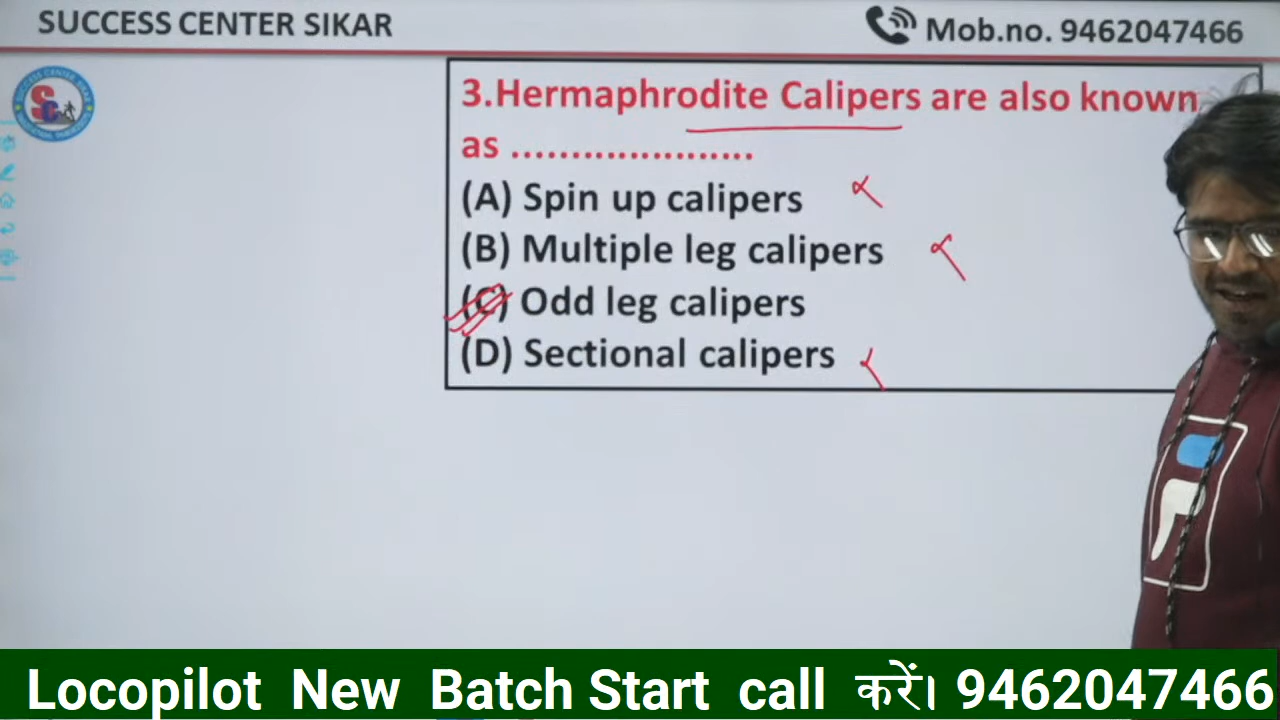 SUCCESS CENTER SIKAR
Mob.no. 9462047466
3.Hermaphrodite Calipers are also known
as .....................
(A) Spin up calipers
(B) Multiple leg calipers
(C) Odd leg calipers
(D) Sectional calipers
Locopilot New Batch Start call करें। 9462047466